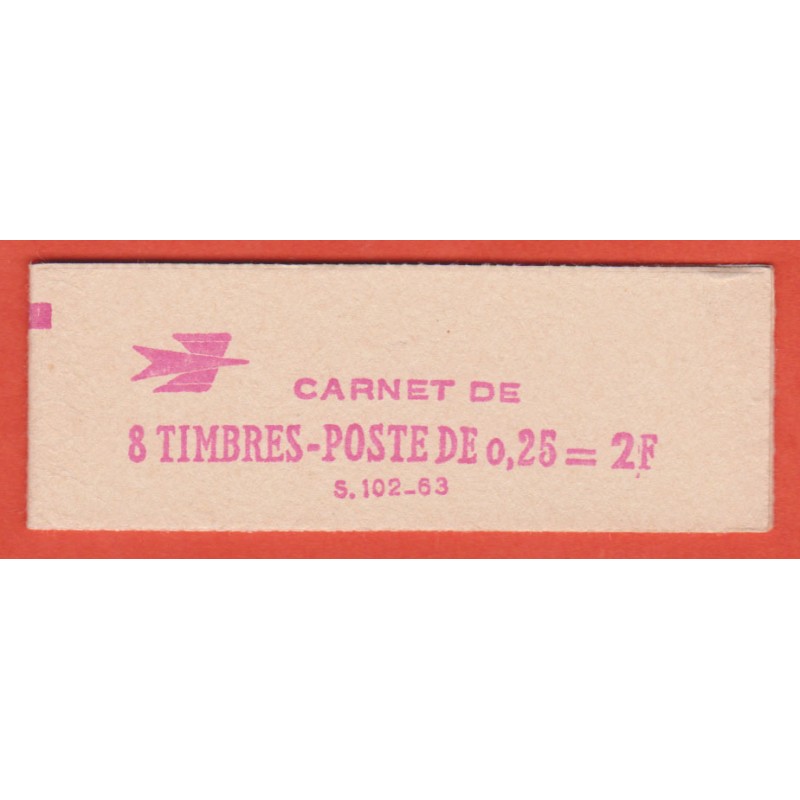 CARNET DE
8 TIMBRES-POSTE DE 0,25 = 2F
S. 102-63